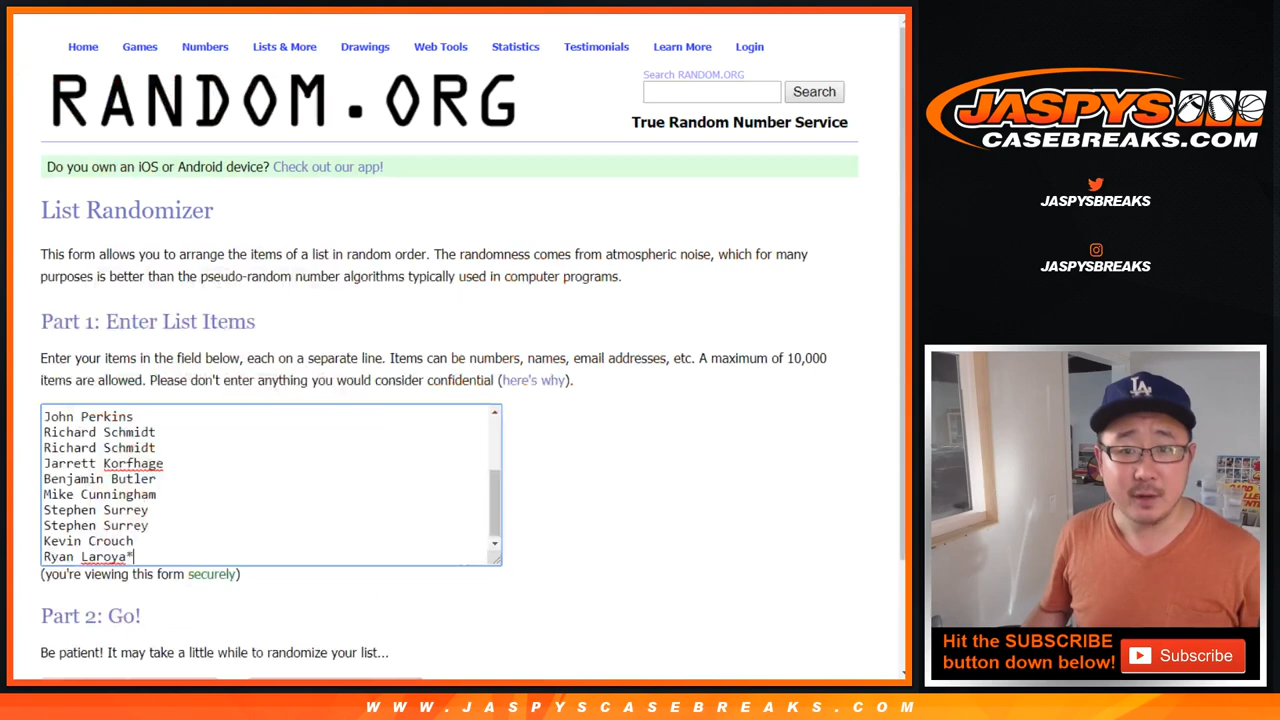 Home Games Numbers Lists & More Drawings Web Tools Statistics Testimonials Learn More Login
RANDOM.ORG
Search RANDOM.ORG
Search
True Random Number Service
Do you own an iOS or Android device? Check out our app!
List Randomizer
This form allows you to arrange the items of a list in random order. The randomness comes from atmospheric noise, which for many
purposes is better than the pseudo-random number algorithms typically used in computer programs.
Part 1: Enter List Items
Enter your items in the field below, each on a separate line. Items can be numbers, names, email addresses, etc. A maximum of 10,000
items are allowed. Please don't enter anything you would consider confidential (here's why).
John Perkins
Richard Schmidt
Richard Schmidt
Jarrett Korfhage
Benjamin Butler
Mike Cunningham
Stephen Surrey
Stephen Surrey
Kevin Crouch
Ryan Laroya*
(you're viewing this form securely)
Part 2: Go!
Be patient! It may take a little while to randomize your list...
JASPYS
CASEBREAKS.COM
JASPYSBREAKS
JASPYSBREAKS
LA
Hit the SUBSCRIBE
button down below!
Subscribe
WWW.JASPYSCASEBREAKS.COM